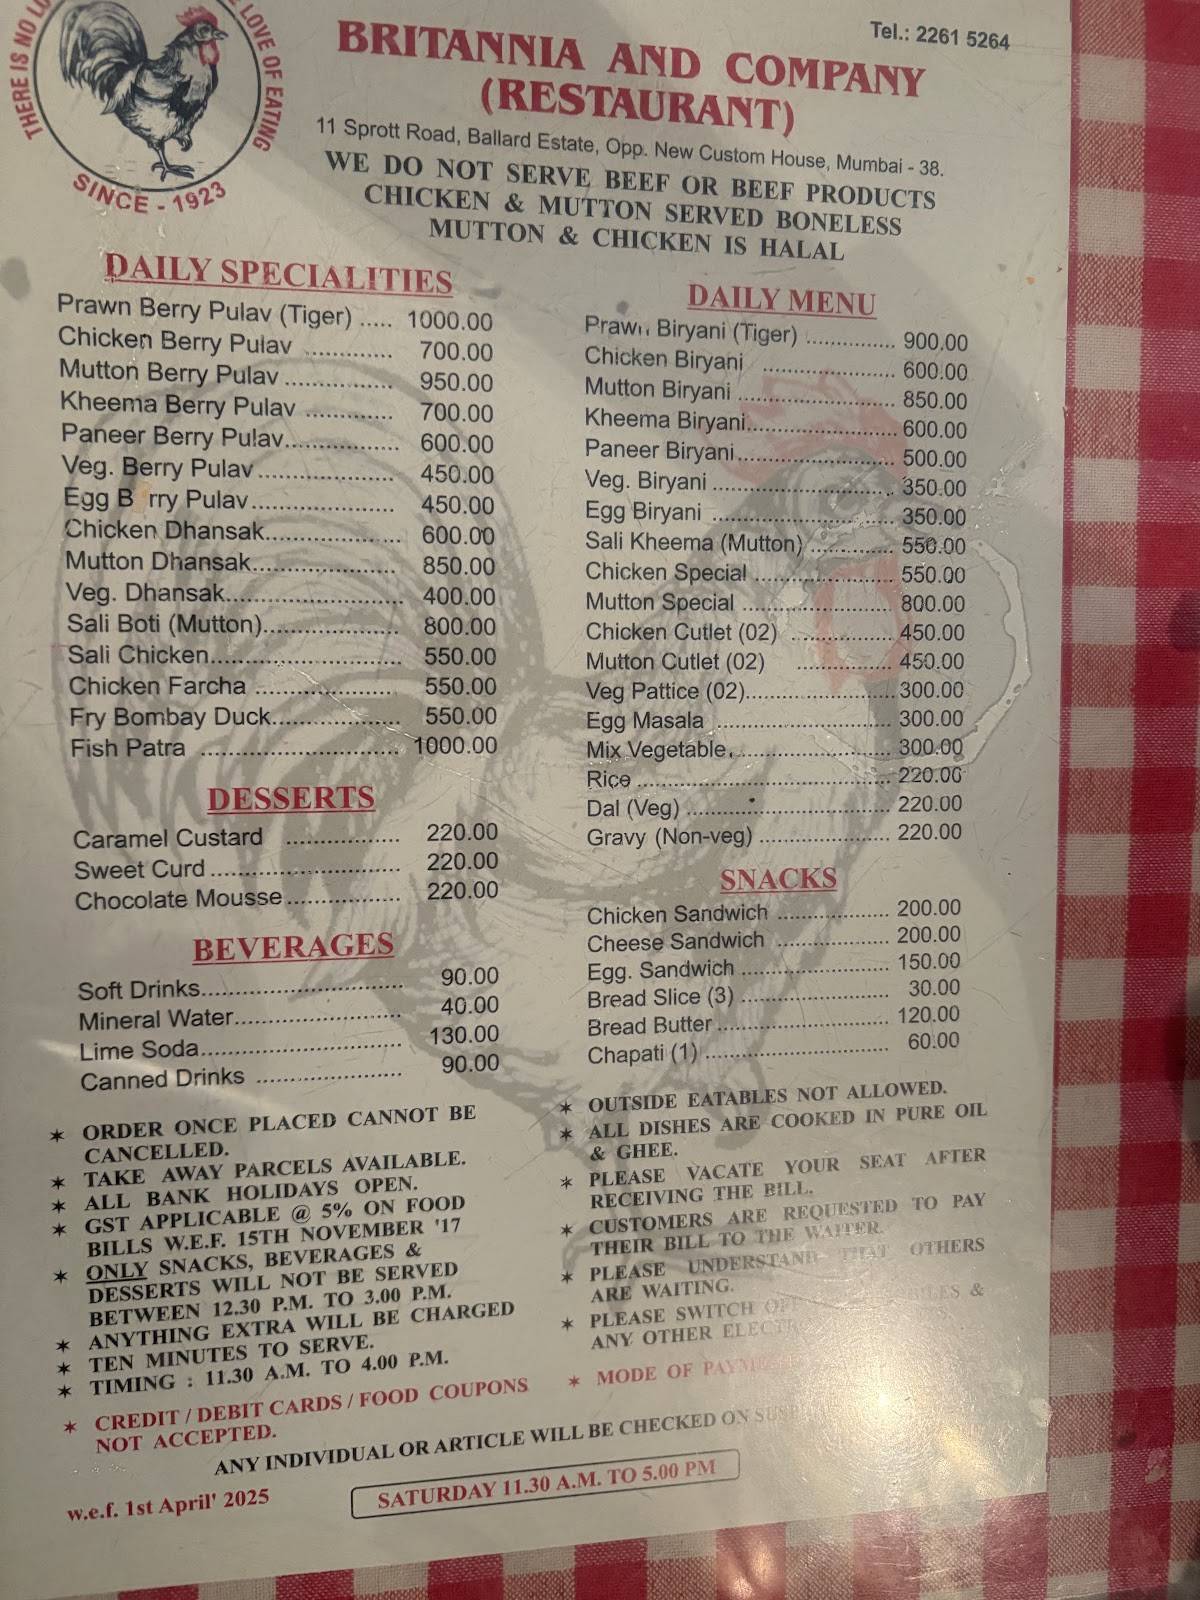 THERE IS NO LO
E LOVE OF EATING
SINCE - 1923
Tel.: 2261 5264
BRITANNIA AND COMPANY
(RESTAURANT)
11 Sprott Road, Ballard Estate, Opp. New Custom House, Mumbai - 38.
WE DO NOT SERVE BEEF OR BEEF PRODUCTS
CHICKEN & MUTTON SERVED BONELESS
MUTTON & CHICKEN IS HALAL
DAILY SPECIALITIES
Prawn Berry Pulav (Tiger) ..... 1000.00
Chicken Berry Pulav ............. 700.00
Mutton Berry Pulav ................ 950.00
Kheema Berry Pulav ............. 700.00
Paneer Berry Pulav................. 600.00
Veg. Berry Pulav..................... 450.00
Egg B rry Pulav...................... 450.00
Chicken Dhansak.................... 600.00
Mutton Dhansak...................... 850.00
Veg. Dhansak.......................... 400.00
Sali Boti (Mutton).................... 800.00
Sali Chicken............................ 550.00
Chicken Farcha .................... 550.00
Fry Bombay Duck................... 550.00
Fish Patra ............................. 1000.00
DESSERTS
Caramel Custard ................ 220.00
Sweet Curd ............................ 220.00
Chocolate Mousse ................. 220.00
BEVERAGES
Soft Drinks.............................. 90.00
Mineral Water......................... 40.00
Lime Soda.............................. 130.00
Canned Drinks ..................... 90.00
DAILY MENU
Prawn Biryani (Tiger) .............. 900.00
Chicken Biryani .................... 600.00
Mutton Biryani ........................ 850.00
Kheema Biryani....................... 600.00
Paneer Biryani........................ 500.00
Veg. Biryani ............................ 350.00
Egg Biryani ............................ 350.00
Sali Kheema (Mutton) ............. 550.00
Chicken Special ..................... 550.00
Mutton Special ....................... 800.00
Chicken Cutlet (02) ............... 450.00
Mutton Cutlet (02) .............. 450.00
Veg Pattice (02)...................... 300.00
Egg Masala .......................... 300.00
Mix Vegetable......................... 300.00
Rice ...................................... 220.00
Dal (Veg) ............................... 220.00
Gravy (Non-veg) .................... 220.00
SNACKS
Chicken Sandwich ................. 200.00
Cheese Sandwich ................. 200.00
Egg. Sandwich ...................... 150.00
Bread Slice (3) ...................... 30.00
Bread Butter .......................... 120.00
Chapati (1) ............................ 60.00
✶ ORDER ONCE PLACED CANNOT BE
CANCELLED.
✶ TAKE AWAY PARCELS AVAILABLE.
✶ ALL BANK HOLIDAYS OPEN.
✶ GST APPLICABLE @ 5% ON FOOD
BILLS W.E.F. 15TH NOVEMBER '17
✶ ONLY SNACKS, BEVERAGES &
DESSERTS WILL NOT BE SERVED
BETWEEN 12.30 P.M. TO 3.00 P.M.
✶ ANYTHING EXTRA WILL BE CHARGED
✶ TEN MINUTES TO SERVE.
✶ TIMING : 11.30 A.M. TO 4.00 P.M.
✶ CREDIT / DEBIT CARDS / FOOD COUPONS
NOT ACCEPTED.
✶ OUTSIDE EATABLES NOT ALLOWED.
✶ ALL DISHES ARE COOKED IN PURE OIL
& GHEE.
✶ PLEASE VACATE YOUR SEAT AFTER
RECEIVING THE BILL.
✶ CUSTOMERS ARE REQUESTED TO PAY
THEIR BILL TO THE WAITER.
✶ PLEASE UNDERSTAND THAT OTHERS
ARE WAITING.
✶ PLEASE SWITCH OFF &
ANY OTHER
✶ MODE OF
ANY INDIVIDUAL OR ARTICLE WILL BE CHECKED ON
w.e.f. 1st April' 2025
SATURDAY 11.30 A.M. TO 5.00 PM